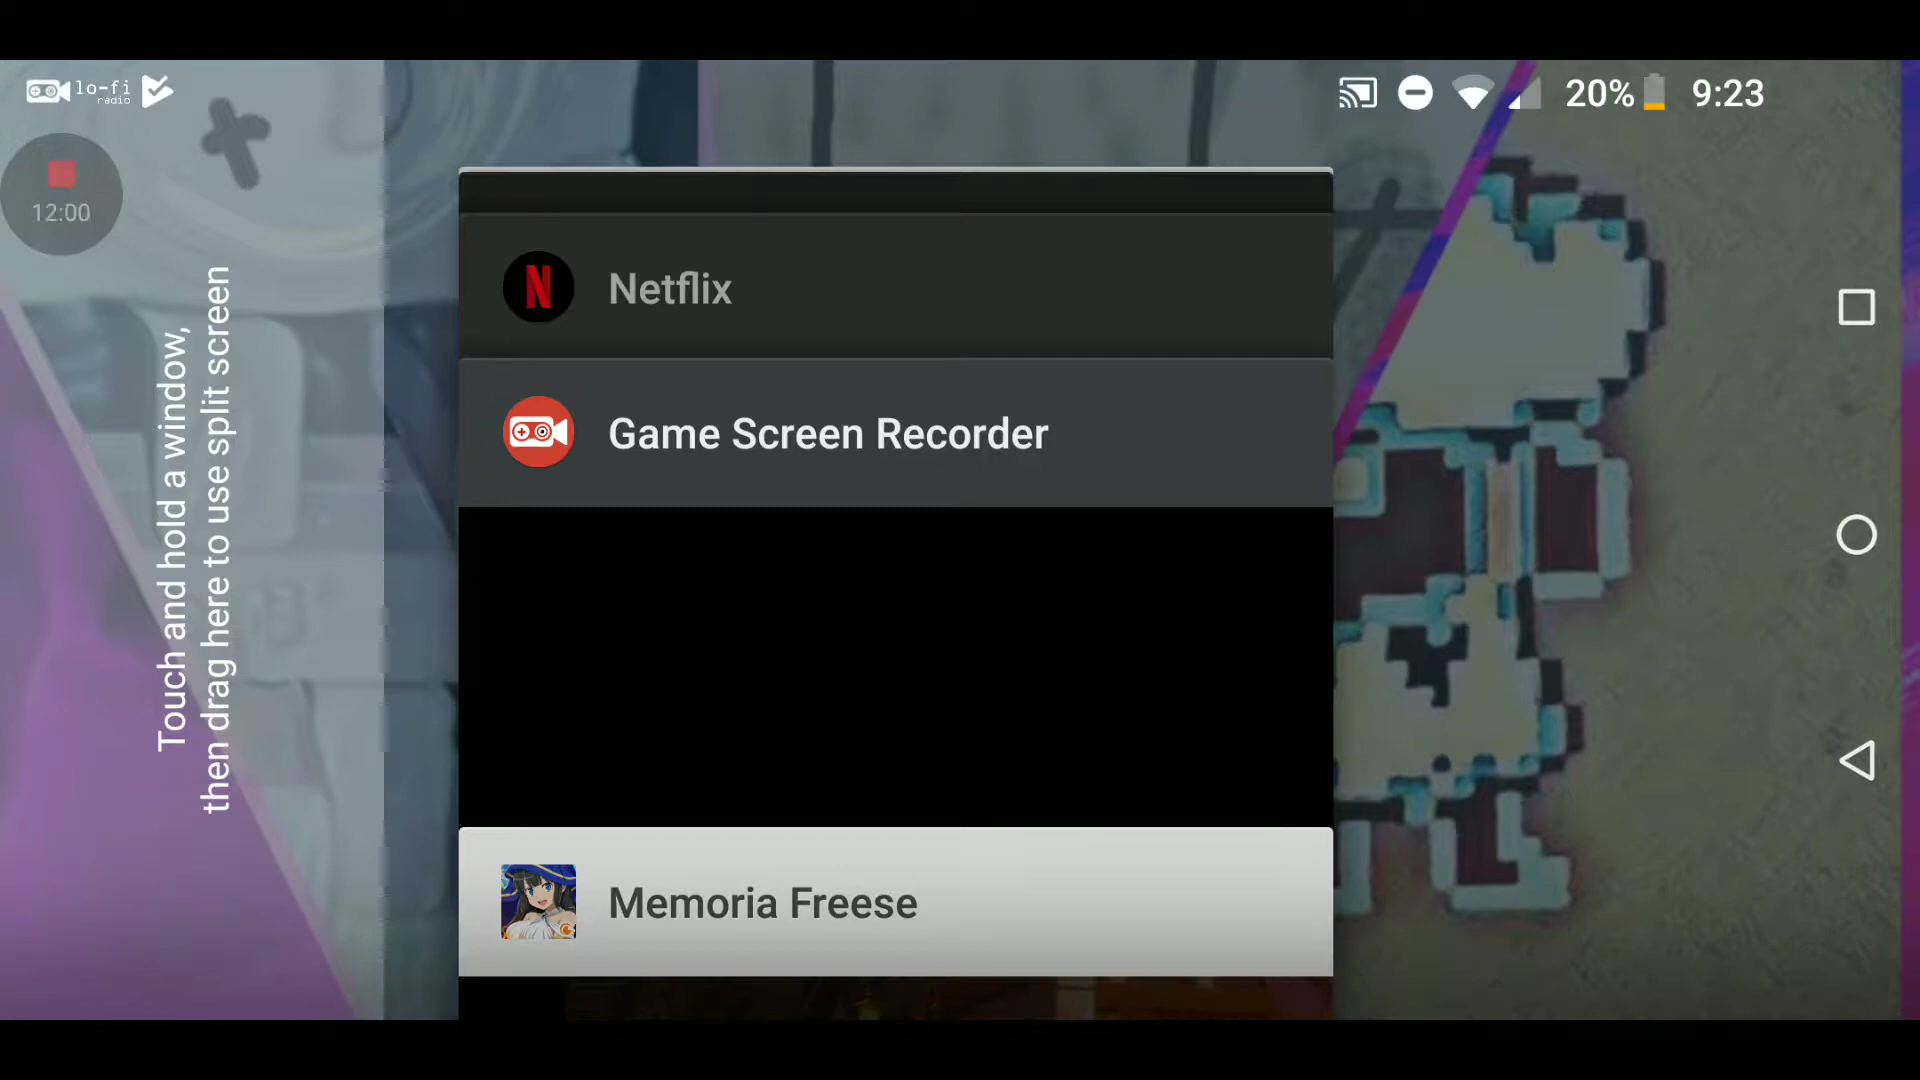 lo-fi
radio
20%
9:23
12:00
Touch and hold a window,
then drag here to use split screen
N
Netflix
Game Screen Recorder
Memoria Freese